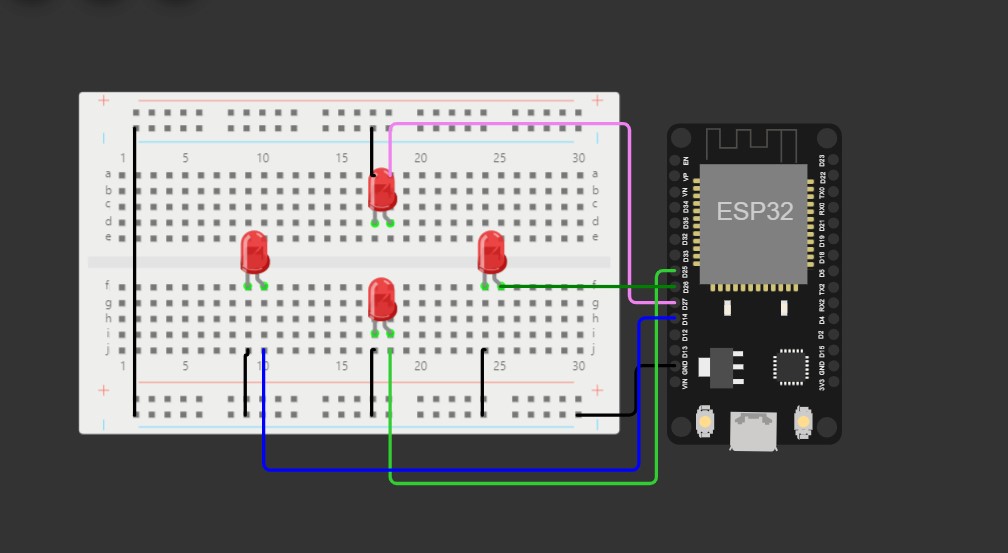 + +
1 5 10 15 20 25 30
a a
b b
c c
d d
e e
f f
g g
h h
i i
j j
1 5 10 15 20 25 30
+ +
EN
VP
VN
D34
D35
D32
D33
D25
D26
D27
D14
D12
D13
GND
VIN
ESP32
D23
D22
TX0
RX0
D21
D19
D18
D5
TX2
RX2
D4
D2
D15
GND
3V3